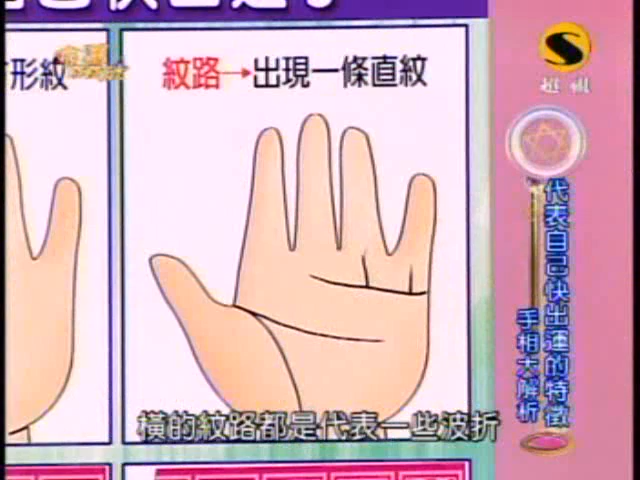 形紋
紋路→出現一條直紋
超視
代表自己快出運的特徵
手相大解析
橫的紋路都是代表一些波折